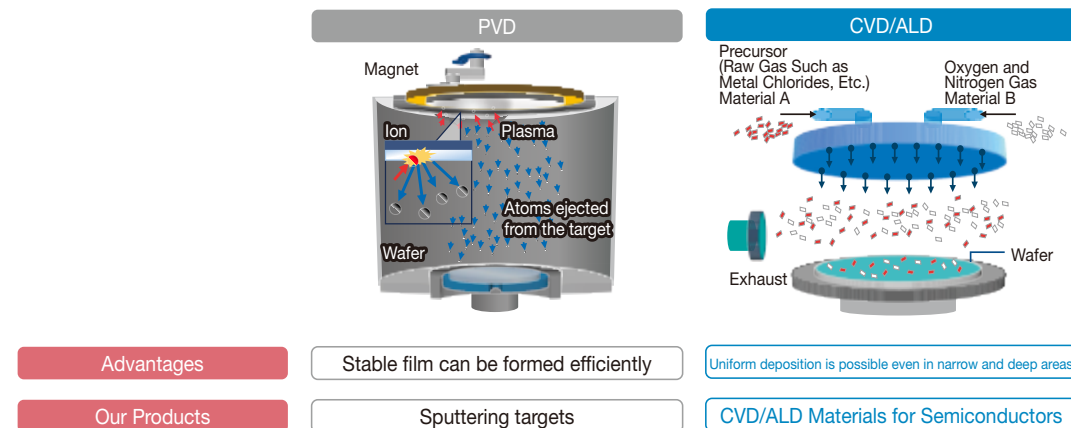 PVD
CVD/ALD
Magnet
Ion
Plasma
Atoms ejected
from the target
Wafer
Precursor
(Raw Gas Such as
Metal Chlorides, Etc.)
Material A
Oxygen and
Nitrogen Gas
Material B
Exhaust
Wafer
Advantages
Stable film can be formed efficiently
Uniform deposition is possible even in narrow and deep areas
Our Products
Sputtering targets
CVD/ALD Materials for Semiconductors